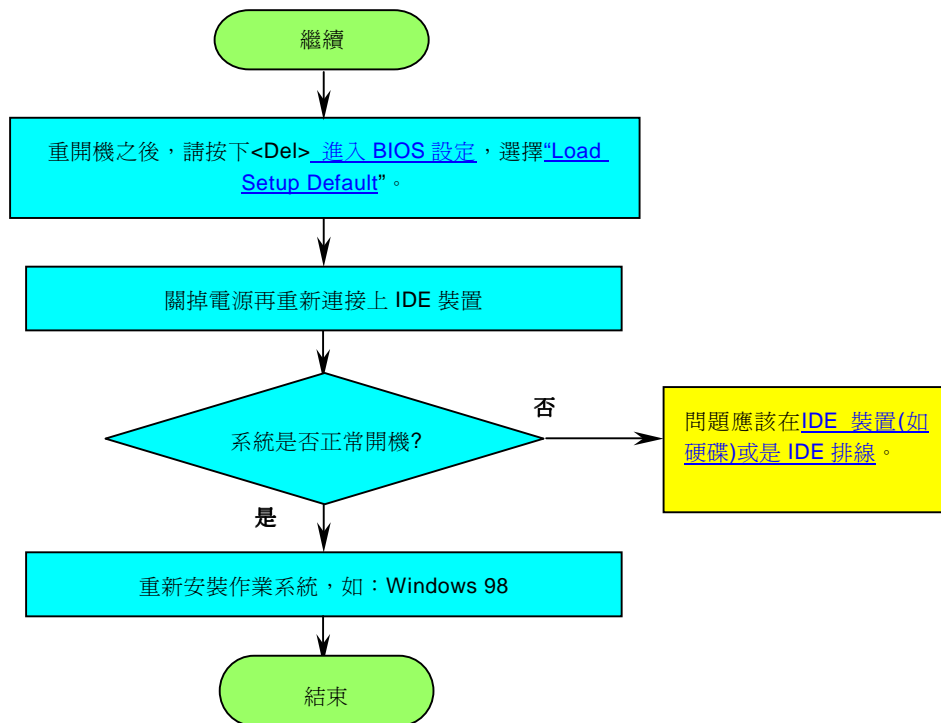 繼續
重開機之後，請按下<Del> 進入 BIOS 設定，選擇“Load
Setup Default”。
關掉電源再重新連接上 IDE 裝置
系統是否正常開機?
否
問題應該在IDE 裝置(如
硬碟)或是 IDE 排線。
是
重新安裝作業系統，如：Windows 98
結束